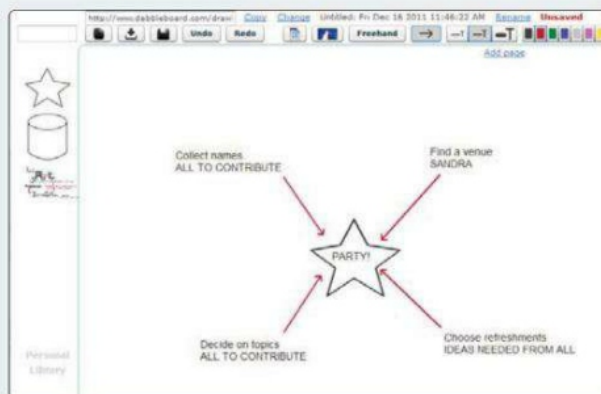 http://www.dabbleboard.com/draw Copy Change Untitled: Fri Dec 16 2011 11:46:22 AM Rename Unsaved
Undo Redo Freehand
Add page
Collect names
ALL TO CONTRIBUTE
Find a venue
SANDRA
PARTY!
Decide on topics
ALL TO CONTRIBUTE
Choose refreshments
IDEAS NEEDED FROM ALL
Personal
Library